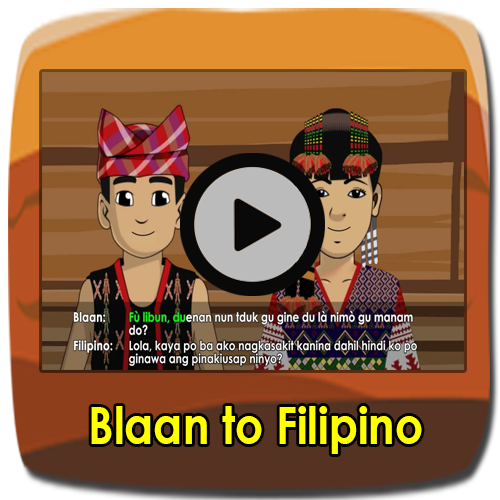 Blaan: Fù libun, duenan nun tduk gu gine du là nimò gu manam
do?
Filipino: Lola, kaya po ba ako nagkasakit kanina dahil hindi ko po
ginawa ang pinakiusap ninyo?
Blaan to Filipino